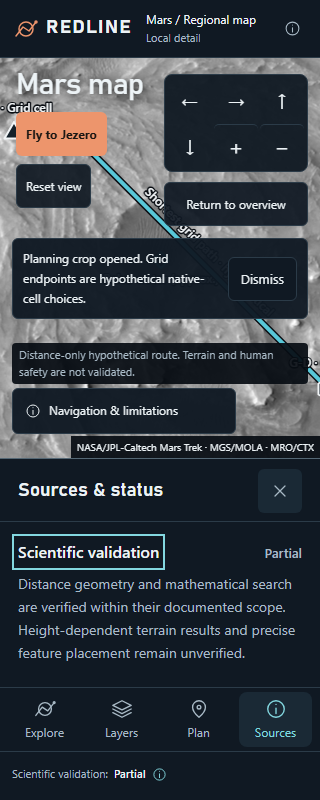 REDLINE
Mars / Regional map
Local detail
Mars map
· Grid cell
Fly to Jezero
← → ↑
↓ + −
Reset view
Return to overview
Planning crop opened. Grid
endpoints are hypothetical native-
cell choices.
Dismiss
Distance-only hypothetical route. Terrain and human
safety are not validated.
Navigation & limitations
NASA/JPL-Caltech Mars Trek · MGS/MOLA · MRO/CTX
Sources & status
Scientific validation
Partial
Distance geometry and mathematical search
are verified within their documented scope.
Height-dependent terrain results and precise
feature placement remain unverified.
Explore
Layers
Plan
Sources
Scientific validation: Partial